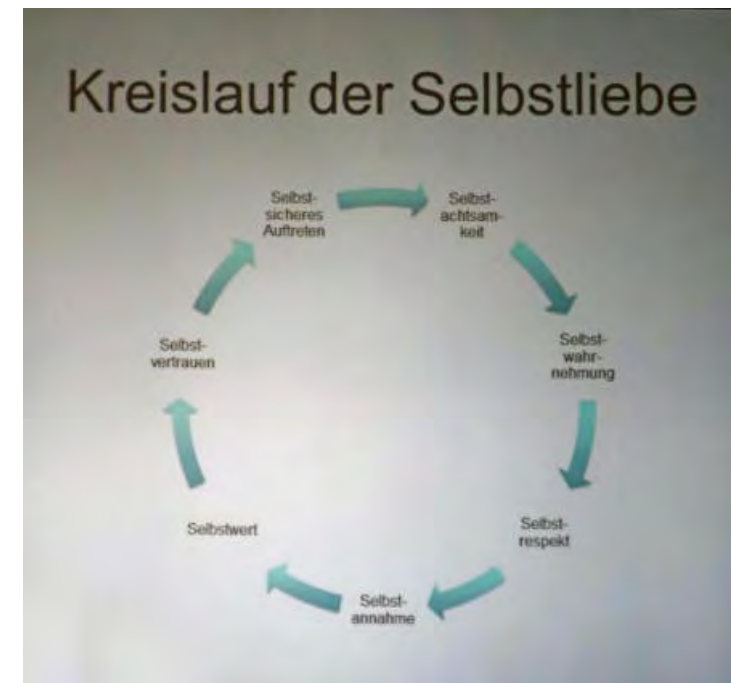 Kreislauf der Selbstliebe
Selbst-
sicheres
Auftreten
Selbst-
achtsam-
keit
Selbst-
wahr-
nehmung
Selbst-
respekt
Selbst-
annahme
Selbstwert
Selbst-
vertrauen